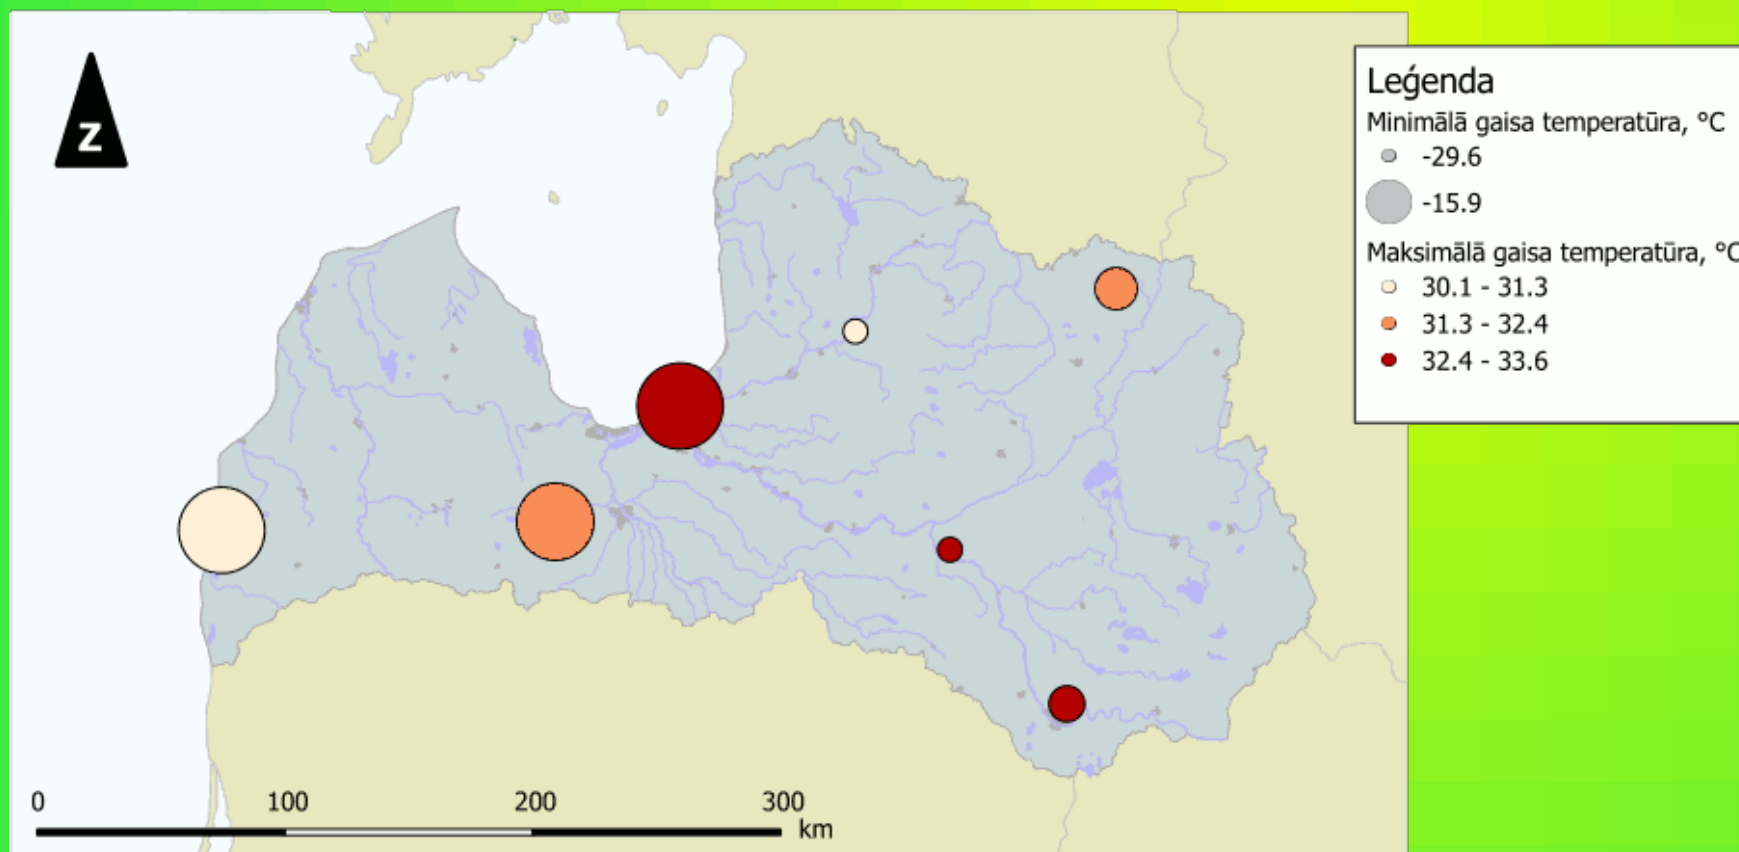 Z
Leģenda
Minimālā gaisa temperatūra, °C
-29.6
-15.9
Maksimālā gaisa temperatūra, °C
30.1 - 31.3
31.3 - 32.4
32.4 - 33.6
0 100 200 300
km